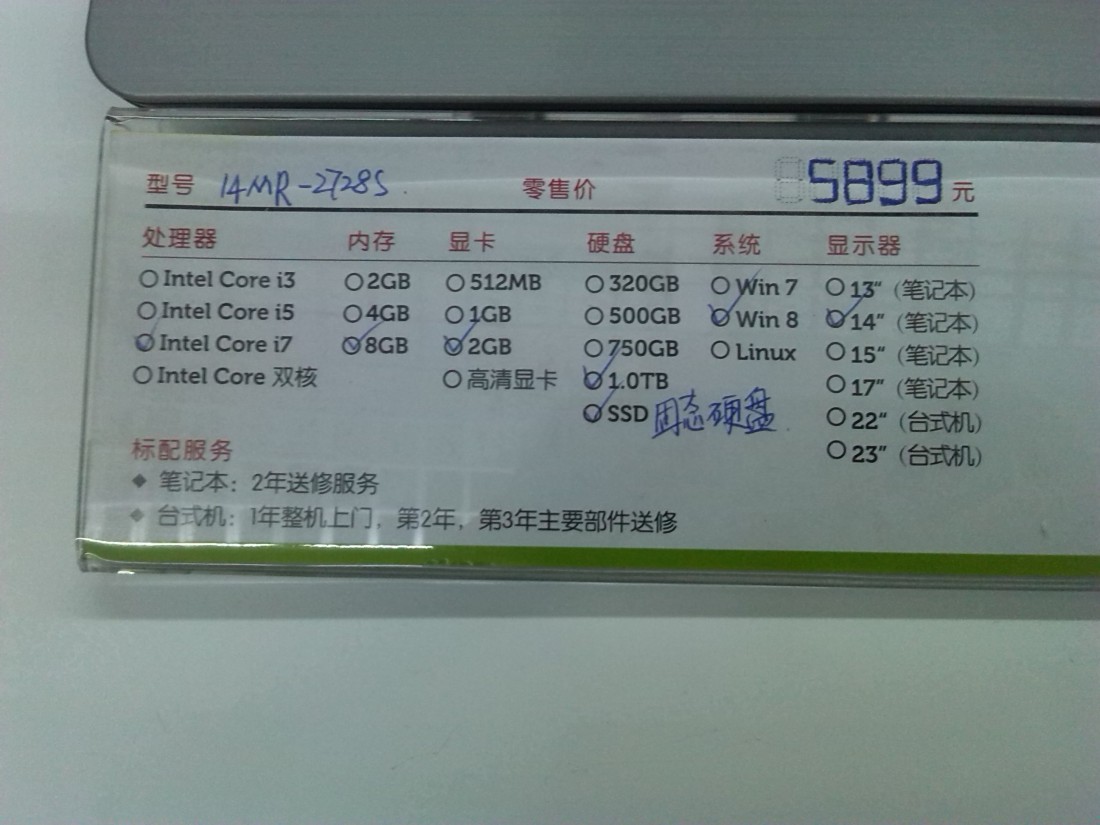 型号 14MR-2728S 零售价 5899元
处理器 内存 显卡 硬盘 系统 显示器
Intel Core i3 2GB 512MB 320GB Win 7 13" (笔记本)
Intel Core i5 4GB 1GB 500GB Win 8 14" (笔记本)
Intel Core i7 8GB 2GB 750GB Linux 15" (笔记本)
Intel Core 双核 高清显卡 1.0TB 17" (笔记本)
SSD 固态硬盘 22" (台式机)
23" (台式机)
标配服务
◆ 笔记本：2年送修服务
◆ 台式机：1年整机上门，第2年，第3年主要部件送修